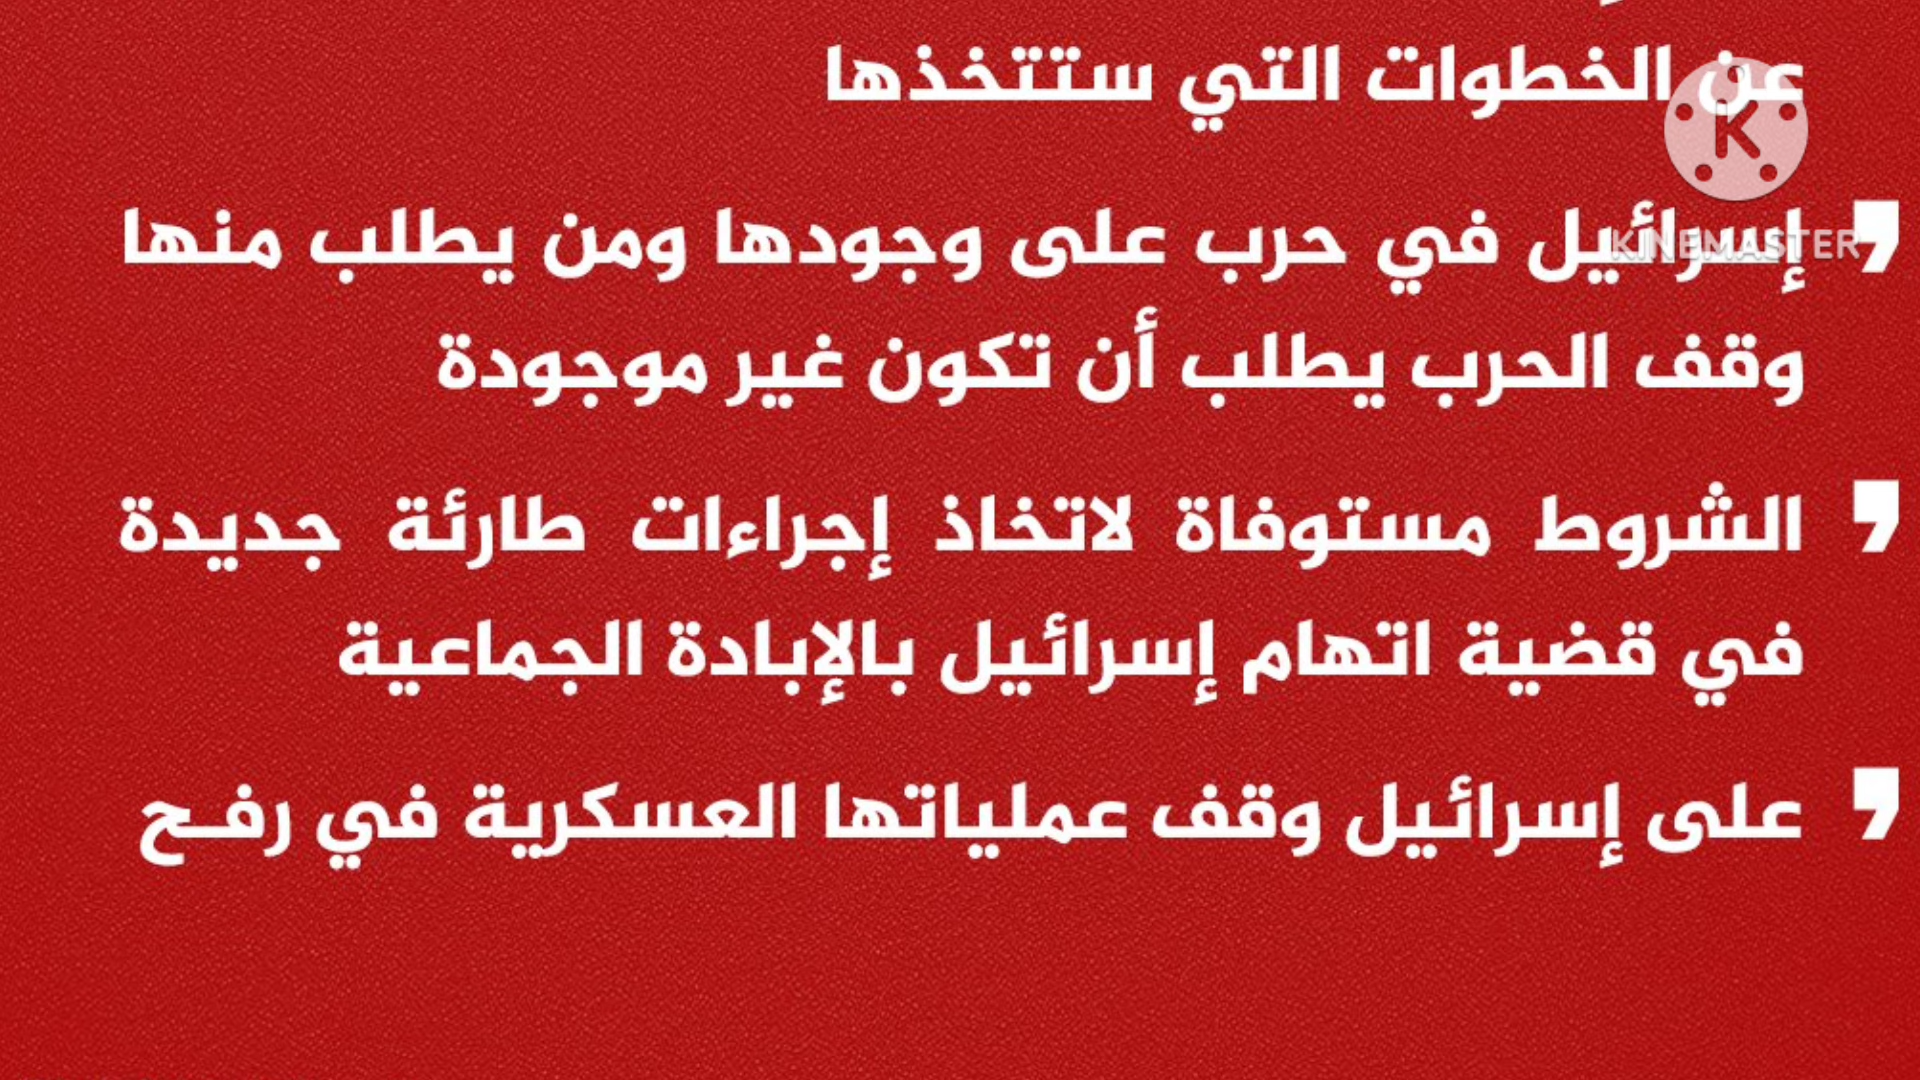 عن الخطوات التي ستتخذها
K
KINEMASTER
❜ إسرائيل في حرب على وجودها ومن يطلب منها
وقف الحرب يطلب أن تكون غير موجودة
❜ الشروط مستوفاة لاتخاذ إجراءات طارئة جديدة
في قضية اتهام إسرائيل بالإبادة الجماعية
❜ على إسرائيل وقف عملياتها العسكرية في رفـح